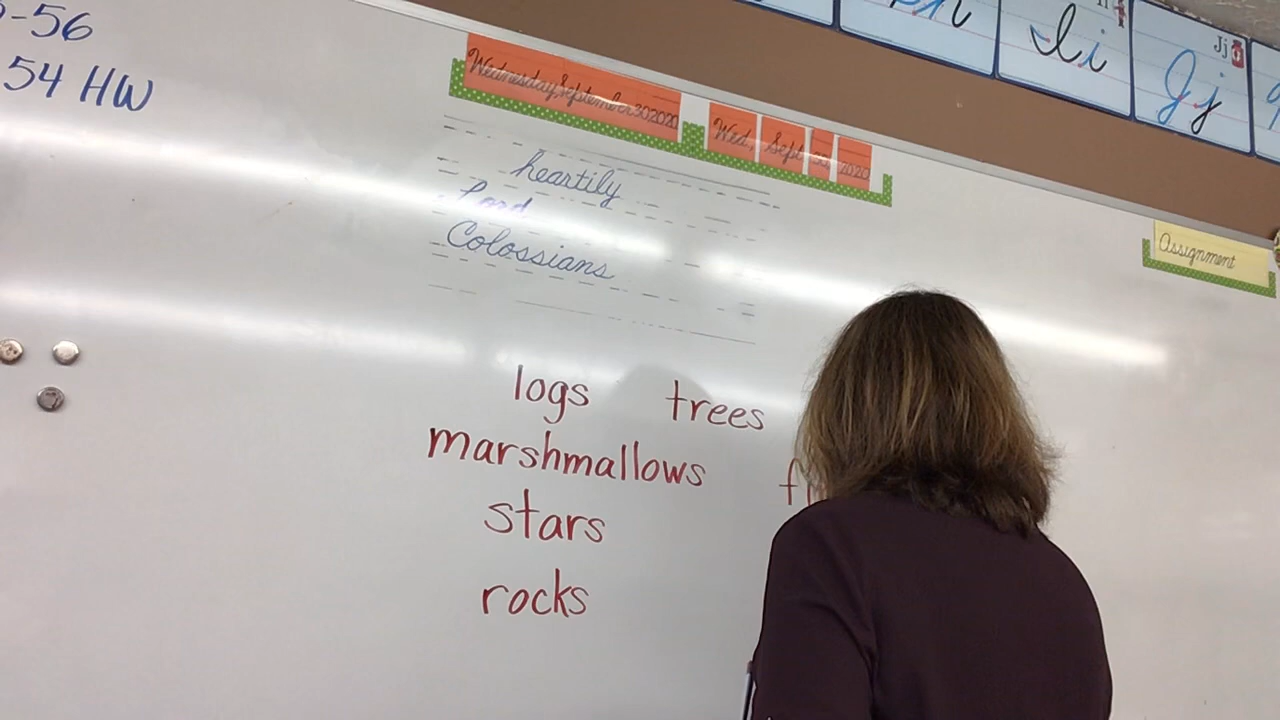 -56
54 HW
Wednesday, September 30 2020
Wed, Sept 30, 2020
Ii
Jj
Jj
Assignment
heartily
Lord
Colossians
logs trees
marshmallows
stars
rocks